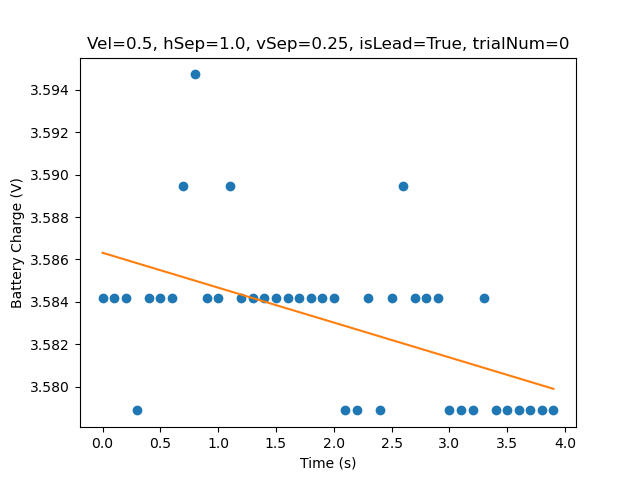 Vel=0.5, hSep=1.0, vSep=0.25, isLead=True, trialNum=0
3.594
3.592
3.590
3.588
3.586
3.584
3.582
3.580
Battery Charge (V)
0.0 0.5 1.0 1.5 2.0 2.5 3.0 3.5 4.0
Time (s)